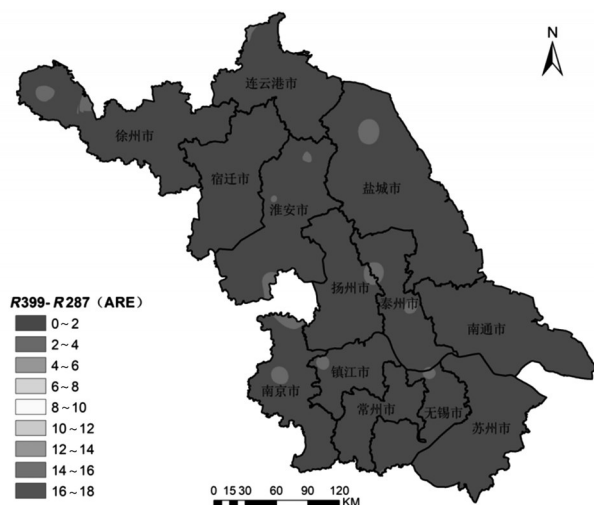 N
连云港市
徐州市
宿迁市
盐城市
淮安市
扬州市
泰州市
南通市
镇江市
南京市
常州市
无锡市
苏州市
R399-R287（ARE）
0～2
2～4
4～6
6～8
8～10
10～12
12～14
14～16
16～18
0 15 30 60 90 120
KM